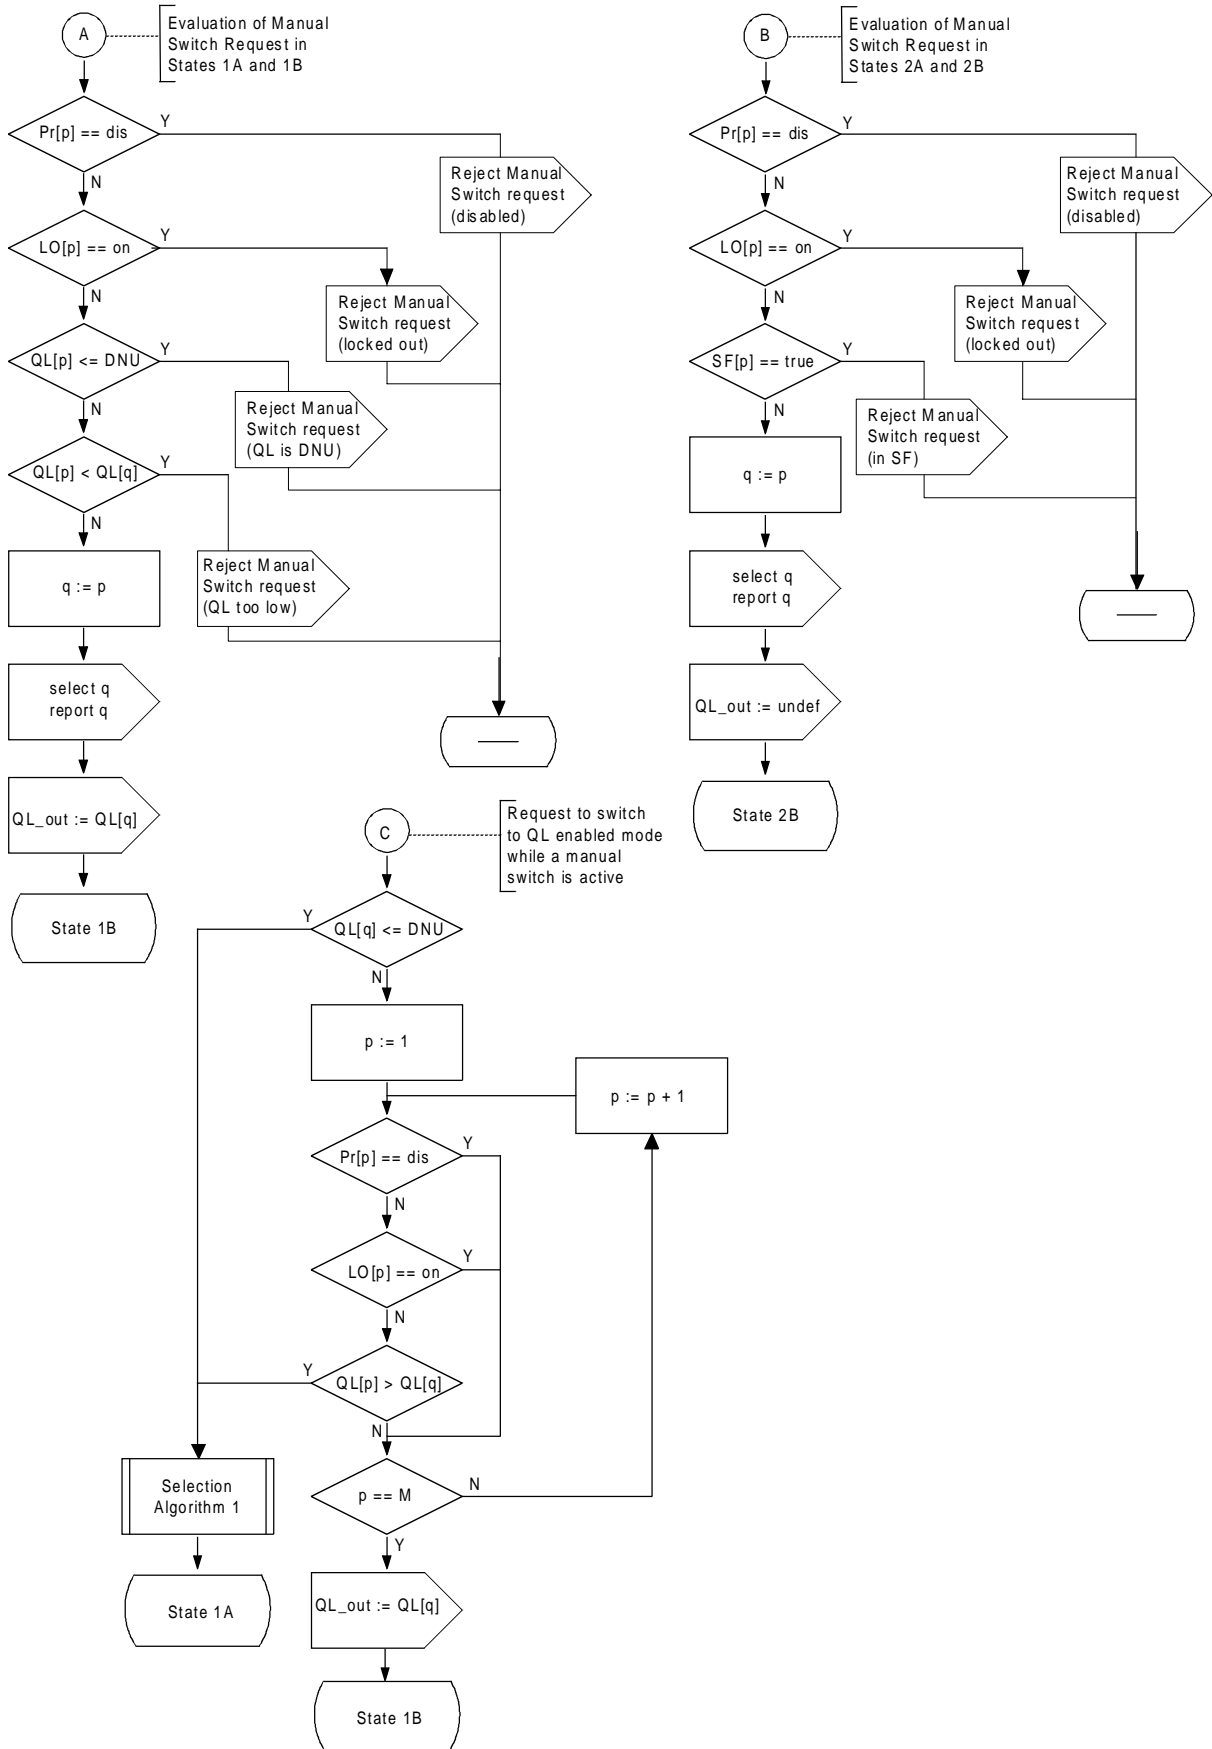 A
Evaluation of Manual
Switch Request in
States 1A and 1B
Pr[p] == dis
Y
N
Reject Manual
Switch request
(disabled)
LO[p] == on
Y
N
Reject Manual
Switch request
(locked out)
QL[p] <= DNU
Y
N
Reject Manual
Switch request
(QL is DNU)
QL[p] < QL[q]
Y
N
Reject Manual
Switch request
(QL too low)
q := p
select q
report q
QL_out := QL[q]
State 1B
B
Evaluation of Manual
Switch Request in
States 2A and 2B
Pr[p] == dis
Y
N
Reject Manual
Switch request
(disabled)
LO[p] == on
Y
N
Reject Manual
Switch request
(locked out)
SF[p] == true
Y
N
Reject Manual
Switch request
(in SF)
q := p
select q
report q
QL_out := undef
State 2B
C
Request to switch
to QL enabled mode
while a manual
switch is active
Y
QL[q] <= DNU
N
p := 1
p := p + 1
Pr[p] == dis
Y
N
LO[p] == on
Y
N
Y
QL[p] > QL[q]
N
Selection
Algorithm 1
p == M
N
Y
State 1A
QL_out := QL[q]
State 1B